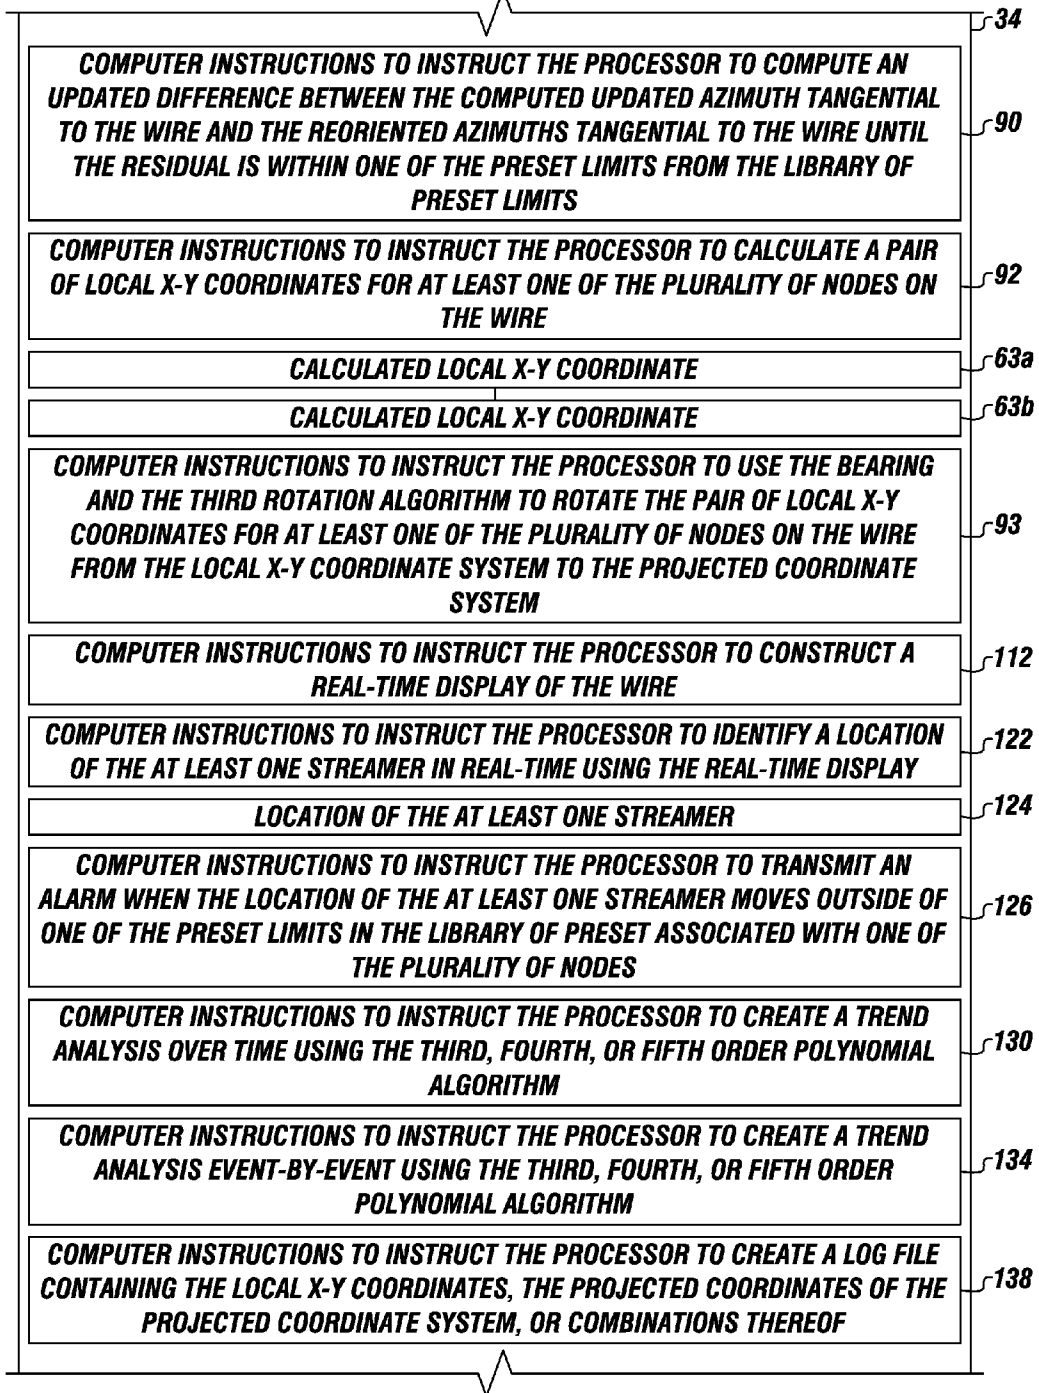 34
COMPUTER INSTRUCTIONS TO INSTRUCT THE PROCESSOR TO COMPUTE AN
UPDATED DIFFERENCE BETWEEN THE COMPUTED UPDATED AZIMUTH TANGENTIAL
TO THE WIRE AND THE REORIENTED AZIMUTHS TANGENTIAL TO THE WIRE UNTIL
THE RESIDUAL IS WITHIN ONE OF THE PRESET LIMITS FROM THE LIBRARY OF
PRESET LIMITS
90
COMPUTER INSTRUCTIONS TO INSTRUCT THE PROCESSOR TO CALCULATE A PAIR
OF LOCAL X-Y COORDINATES FOR AT LEAST ONE OF THE PLURALITY OF NODES ON
THE WIRE
92
CALCULATED LOCAL X-Y COORDINATE
63a
CALCULATED LOCAL X-Y COORDINATE
63b
COMPUTER INSTRUCTIONS TO INSTRUCT THE PROCESSOR TO USE THE BEARING
AND THE THIRD ROTATION ALGORITHM TO ROTATE THE PAIR OF LOCAL X-Y
COORDINATES FOR AT LEAST ONE OF THE PLURALITY OF NODES ON THE WIRE
FROM THE LOCAL X-Y COORDINATE SYSTEM TO THE PROJECTED COORDINATE
SYSTEM
93
COMPUTER INSTRUCTIONS TO INSTRUCT THE PROCESSOR TO CONSTRUCT A
REAL-TIME DISPLAY OF THE WIRE
112
COMPUTER INSTRUCTIONS TO INSTRUCT THE PROCESSOR TO IDENTIFY A LOCATION
OF THE AT LEAST ONE STREAMER IN REAL-TIME USING THE REAL-TIME DISPLAY
122
LOCATION OF THE AT LEAST ONE STREAMER
124
COMPUTER INSTRUCTIONS TO INSTRUCT THE PROCESSOR TO TRANSMIT AN
ALARM WHEN THE LOCATION OF THE AT LEAST ONE STREAMER MOVES OUTSIDE OF
ONE OF THE PRESET LIMITS IN THE LIBRARY OF PRESET ASSOCIATED WITH ONE OF
THE PLURALITY OF NODES
126
COMPUTER INSTRUCTIONS TO INSTRUCT THE PROCESSOR TO CREATE A TREND
ANALYSIS OVER TIME USING THE THIRD, FOURTH, OR FIFTH ORDER POLYNOMIAL
ALGORITHM
130
COMPUTER INSTRUCTIONS TO INSTRUCT THE PROCESSOR TO CREATE A TREND
ANALYSIS EVENT-BY-EVENT USING THE THIRD, FOURTH, OR FIFTH ORDER
POLYNOMIAL ALGORITHM
134
COMPUTER INSTRUCTIONS TO INSTRUCT THE PROCESSOR TO CREATE A LOG FILE
CONTAINING THE LOCAL X-Y COORDINATES, THE PROJECTED COORDINATES OF THE
PROJECTED COORDINATE SYSTEM, OR COMBINATIONS THEREOF
138